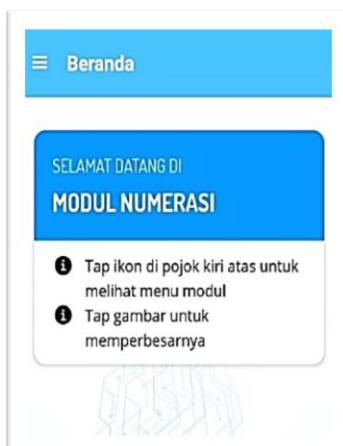 Beranda
SELAMAT DATANG DI
MODUL NUMERASI
Tap ikon di pojok kiri atas untuk
melihat menu modul
Tap gambar untuk
memperbesarnya